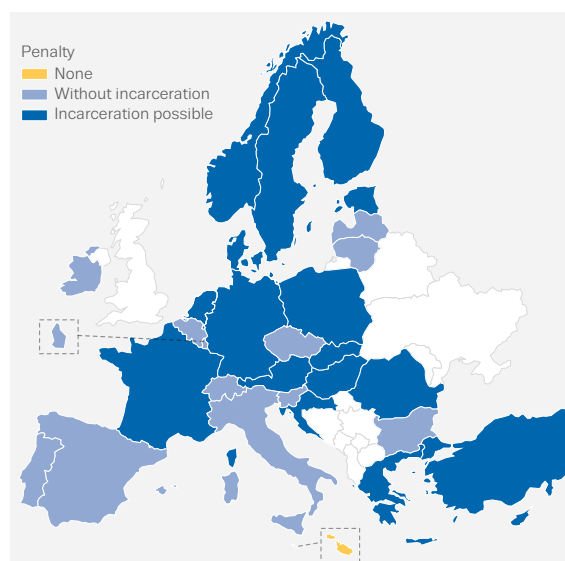 Penalty
None
Without incarceration
Incarceration possible